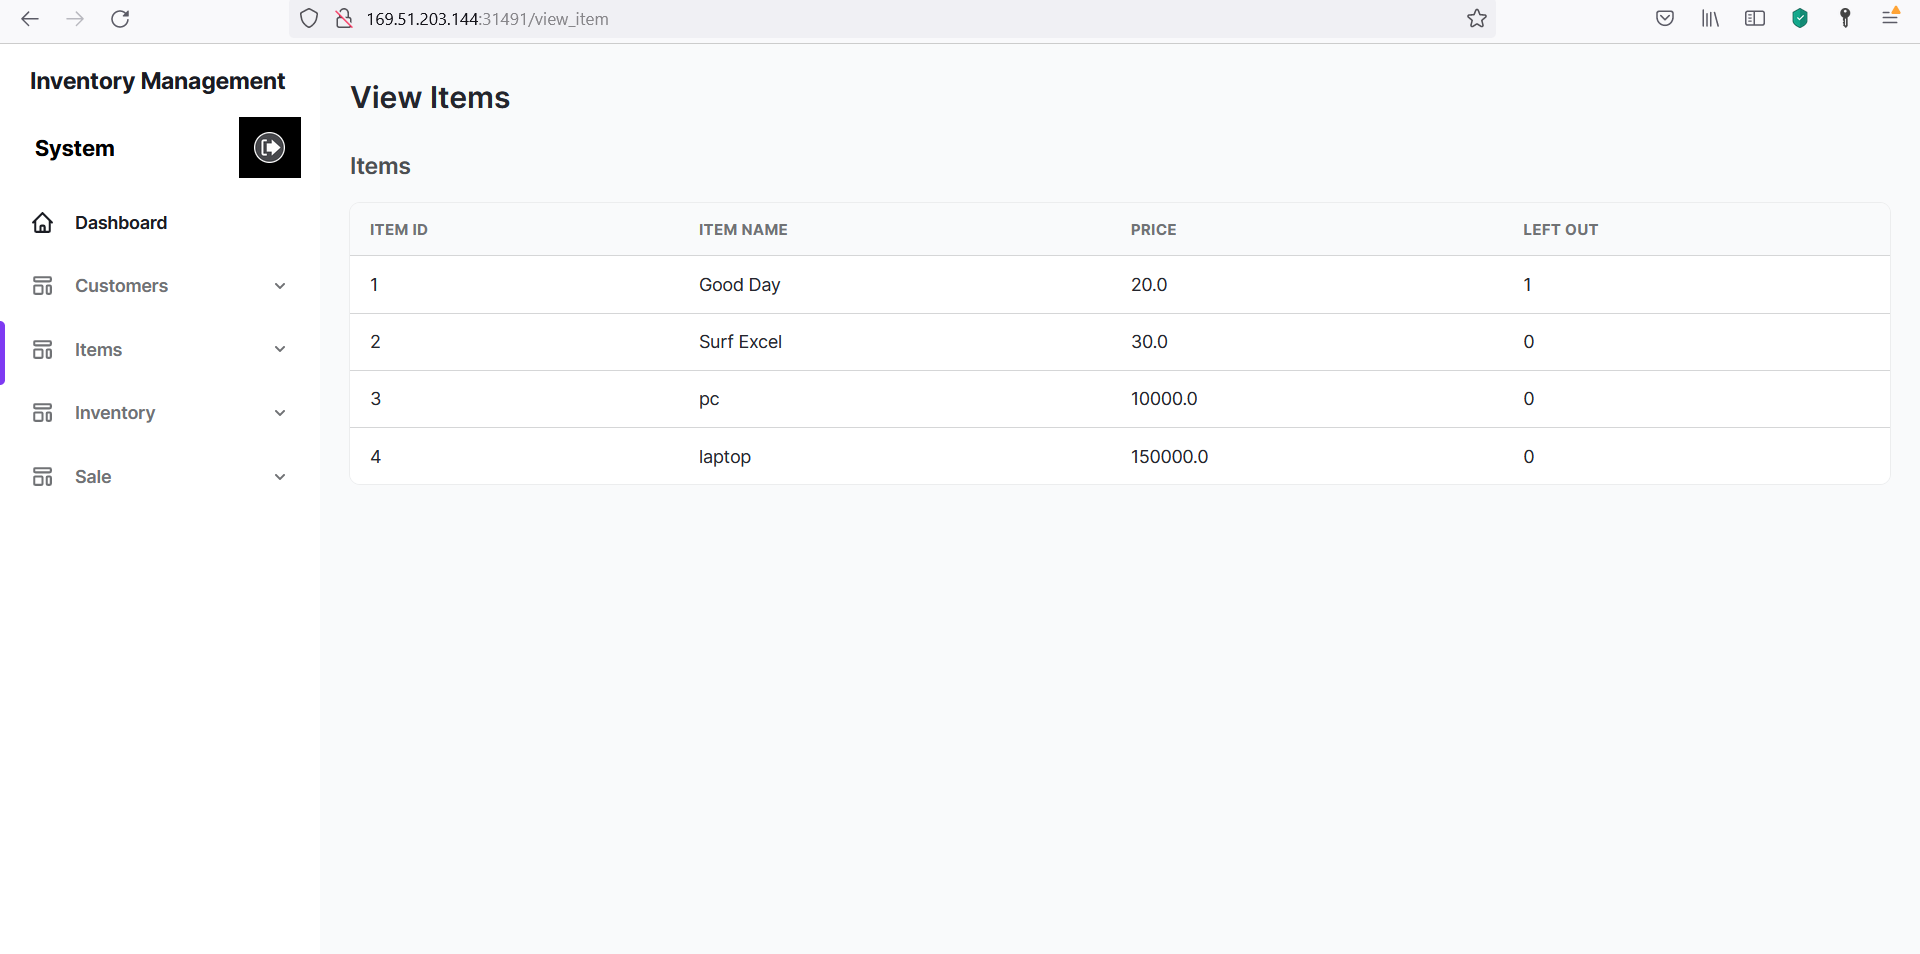 169.51.203.144:31491/view_item
Inventory Management
System
Dashboard
Customers
Items
Inventory
Sale
View Items
Items
ITEM ID ITEM NAME PRICE LEFT OUT
1 Good Day 20.0 1
2 Surf Excel 30.0 0
3 pc 10000.0 0
4 laptop 150000.0 0